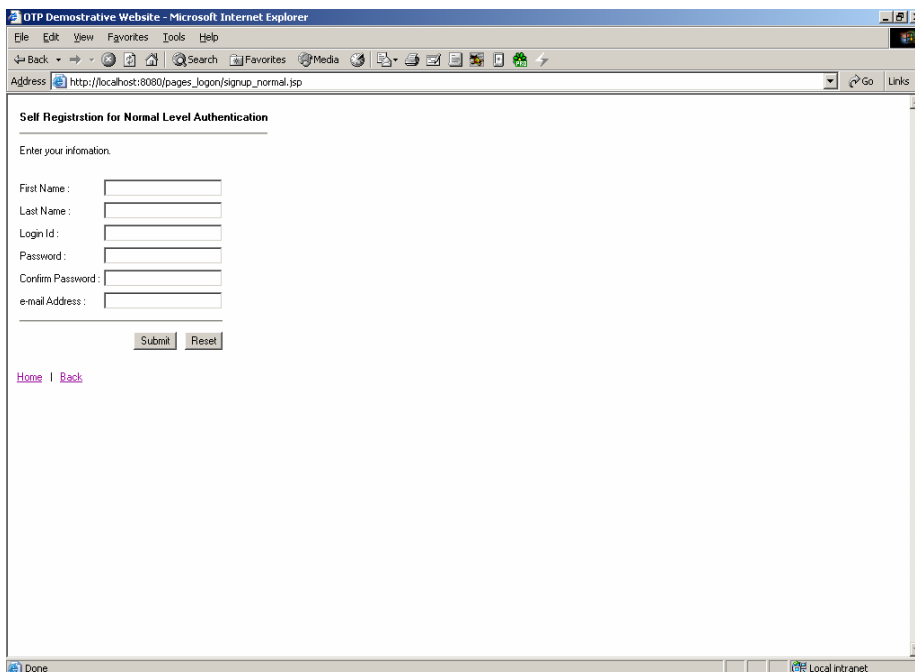 OTP Demostrative Website - Microsoft Internet Explorer
File Edit View Favorites Tools Help
Back Search Favorites Media
Address http://localhost:8080/pages_logon/signup_normal.jsp Go Links
Self Registrstion for Normal Level Authentication
Enter your infomation.
First Name :
Last Name :
Login Id :
Password :
Confirm Password :
e-mail Address :
Submit Reset
Home | Back
Done Local intranet